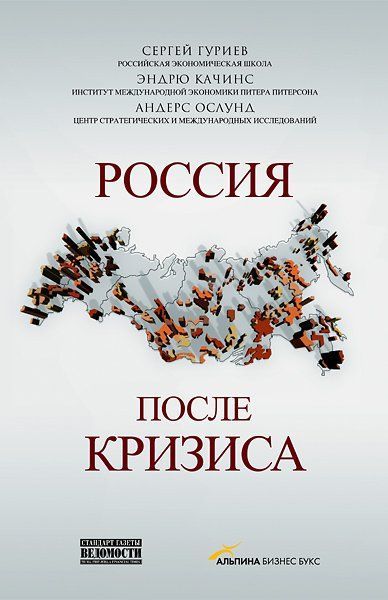 СЕРГЕЙ ГУРИЕВ
РОССИЙСКАЯ ЭКОНОМИЧЕСКАЯ ШКОЛА
ЭНДРЮ КАЧИНС
ИНСТИТУТ МЕЖДУНАРОДНОЙ ЭКОНОМИКИ ПИТЕРА ПИТЕРСОНА
АНДЕРС ОСЛУНД
ЦЕНТР СТРАТЕГИЧЕСКИХ И МЕЖДУНАРОДНЫХ ИССЛЕДОВАНИЙ
РОССИЯ
ПОСЛЕ
КРИЗИСА
СТАНДАРТ ГАЗЕТЫ
ВЕДОМОСТИ
АЛЬПИНА БИЗНЕС БУКС